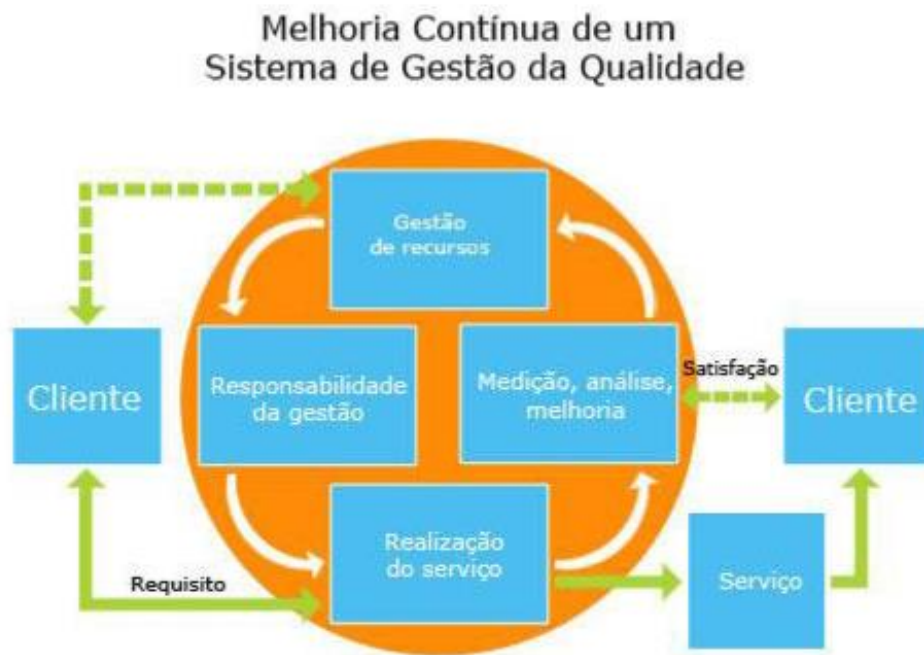 Melhoria Contínua de um
Sistema de Gestão da Qualidade
Gestão
de recursos
Cliente
Responsabilidade
da gestão
Medição, análise,
melhoria
Satisfação
Cliente
Requisito
Realização
do serviço
Serviço